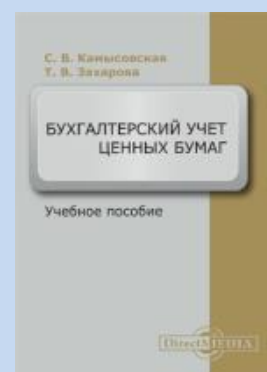 С. В. Камысовская
Т. В. Захарова
БУХГАЛТЕРСКИЙ УЧЕТ
ЦЕННЫХ БУМАГ
Учебное пособие
DirectMEDIA